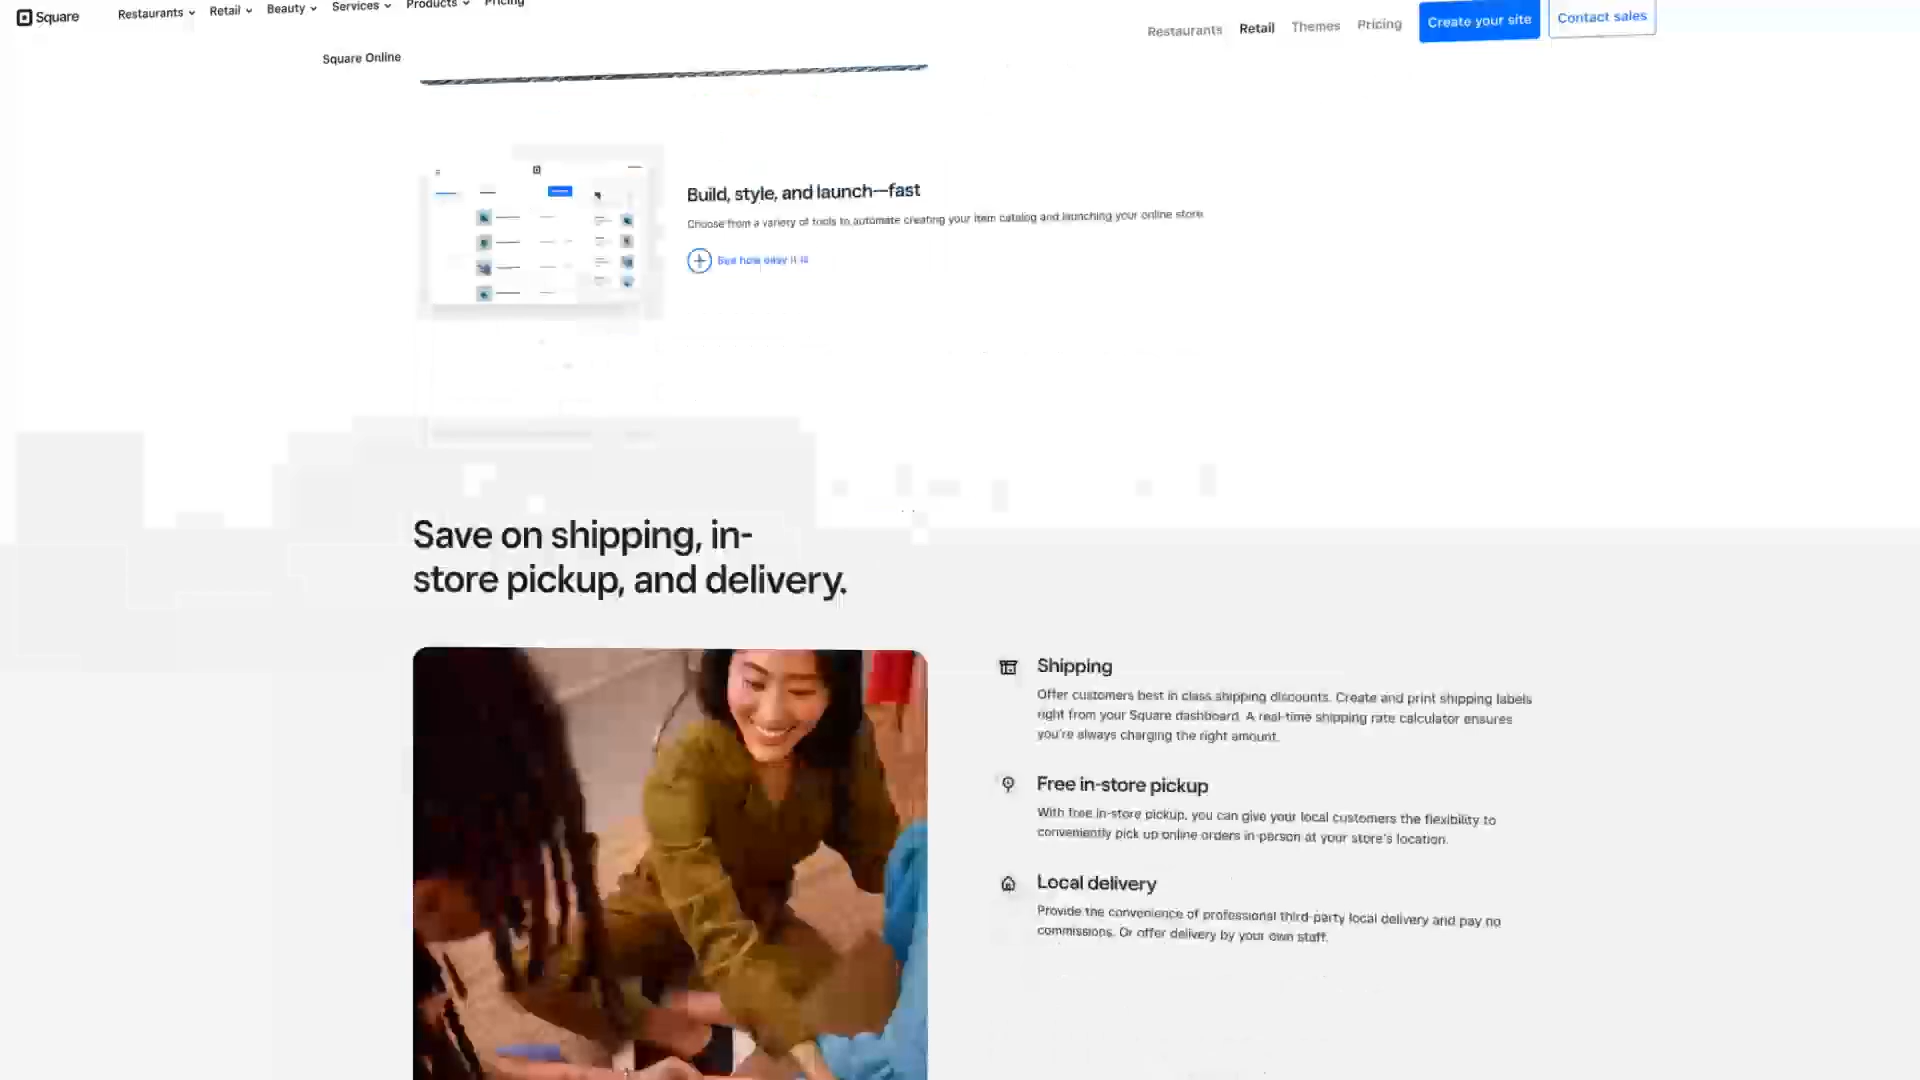 Square
Restaurants
Retail
Beauty
Services
Products
Pricing
Square Online
Restaurants
Retail
Themes
Pricing
Create your site
Contact sales
Build, style, and launch—fast
Choose from a variety of tools to automate creating your item catalog and launching your online store.
See how easy it is
Save on shipping, in-
store pickup, and delivery.
Shipping
Offer customers best in class shipping discounts. Create and print shipping labels
right from your Square dashboard. A real-time shipping rate calculator ensures
you're always charging the right amount.
Free in-store pickup
With free in-store pickup, you can give your local customers the flexibility to
conveniently pick up online orders in-person at your store's location.
Local delivery
Provide the convenience of professional third-party local delivery and pay no
commissions. Or offer delivery by your own staff.